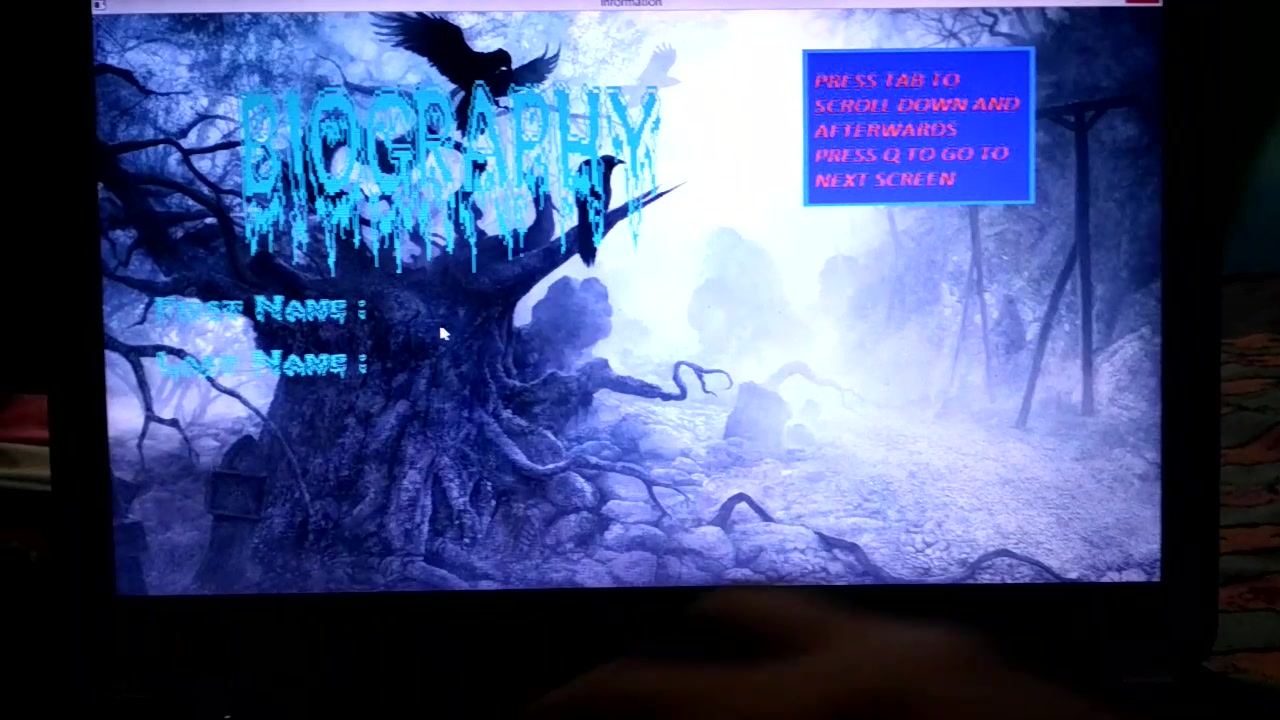 Information
BIOGRAPHY
PRESS TAB TO
SCROLL DOWN AND
AFTERWARDS
PRESS Q TO GO TO
NEXT SCREEN
FIRST NAME :
LAST NAME :